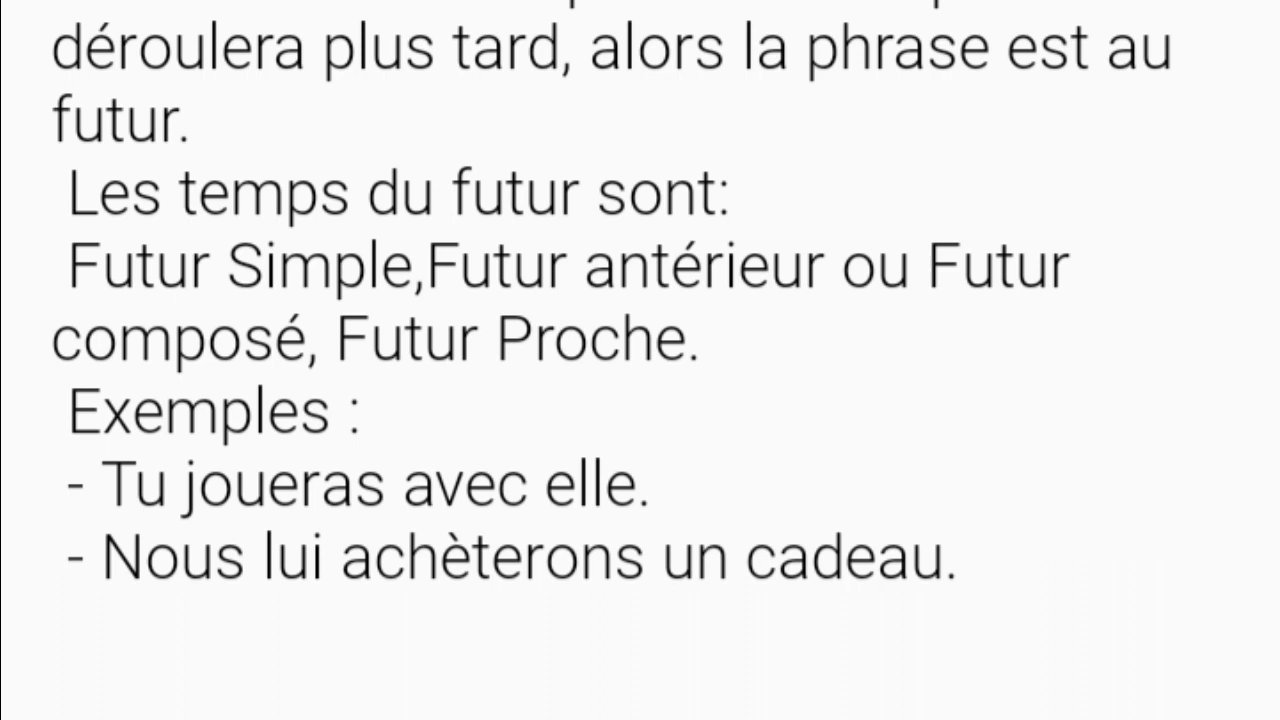 déroulera plus tard, alors la phrase est au
futur.
Les temps du futur sont:
Futur Simple,Futur antérieur ou Futur
composé, Futur Proche.
Exemples :
- Tu joueras avec elle.
- Nous lui achèterons un cadeau.